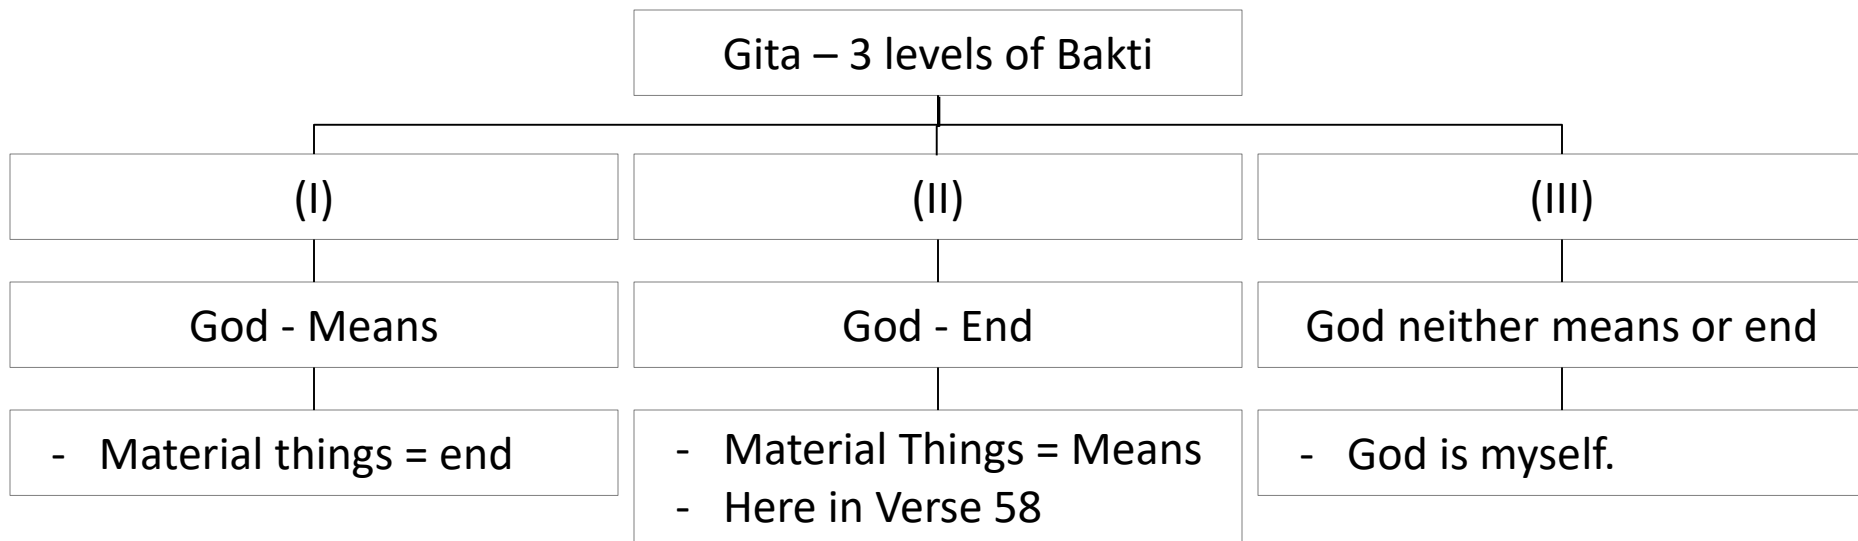 Gita – 3 levels of Bakti
(I)
(II)
(III)
God - Means
God - End
God neither means or end
- Material things = end
- Material Things = Means
- Here in Verse 58
- God is myself.